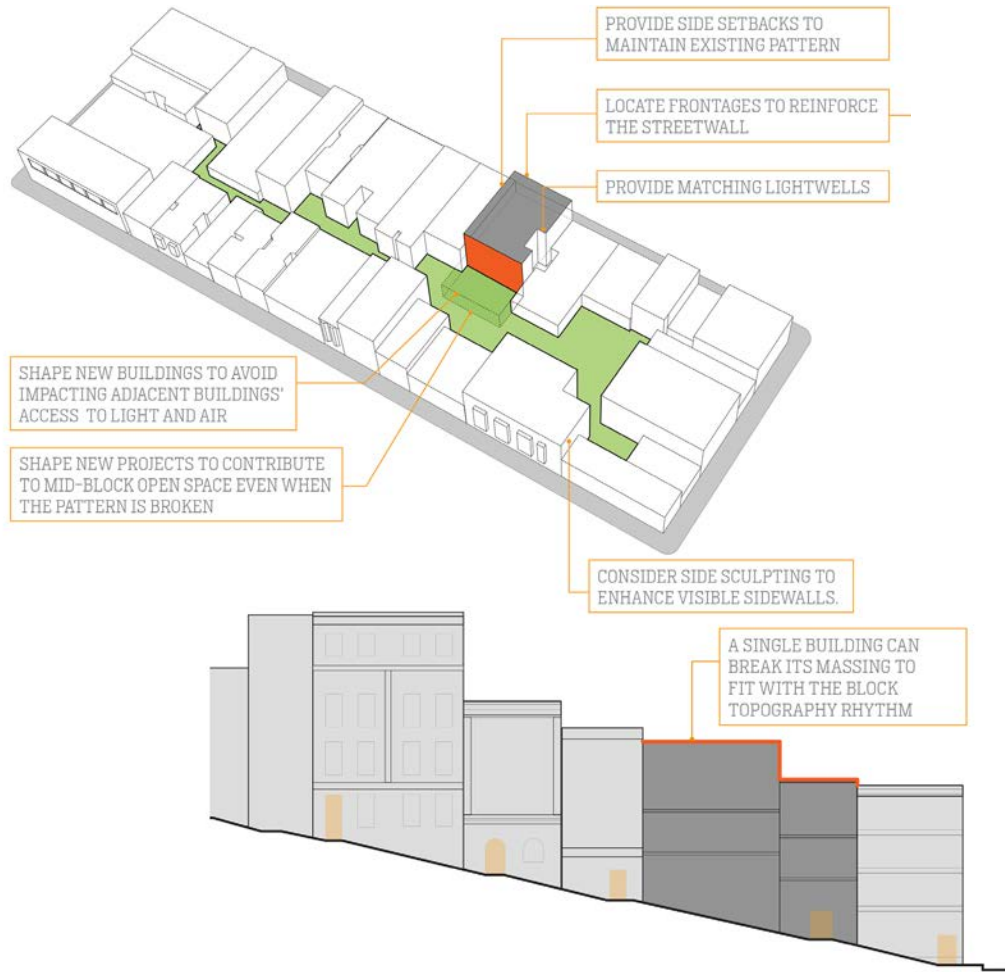 PROVIDE SIDE SETBACKS TO
MAINTAIN EXISTING PATTERN
LOCATE FRONTAGES TO REINFORCE
THE STREETWALL
PROVIDE MATCHING LIGHTWELLS
SHAPE NEW BUILDINGS TO AVOID
IMPACTING ADJACENT BUILDINGS'
ACCESS TO LIGHT AND AIR
SHAPE NEW PROJECTS TO CONTRIBUTE
TO MID-BLOCK OPEN SPACE EVEN WHEN
THE PATTERN IS BROKEN
CONSIDER SIDE SCULPTING TO
ENHANCE VISIBLE SIDEWALLS.
A SINGLE BUILDING CAN
BREAK ITS MASSING TO
FIT WITH THE BLOCK
TOPOGRAPHY RHYTHM